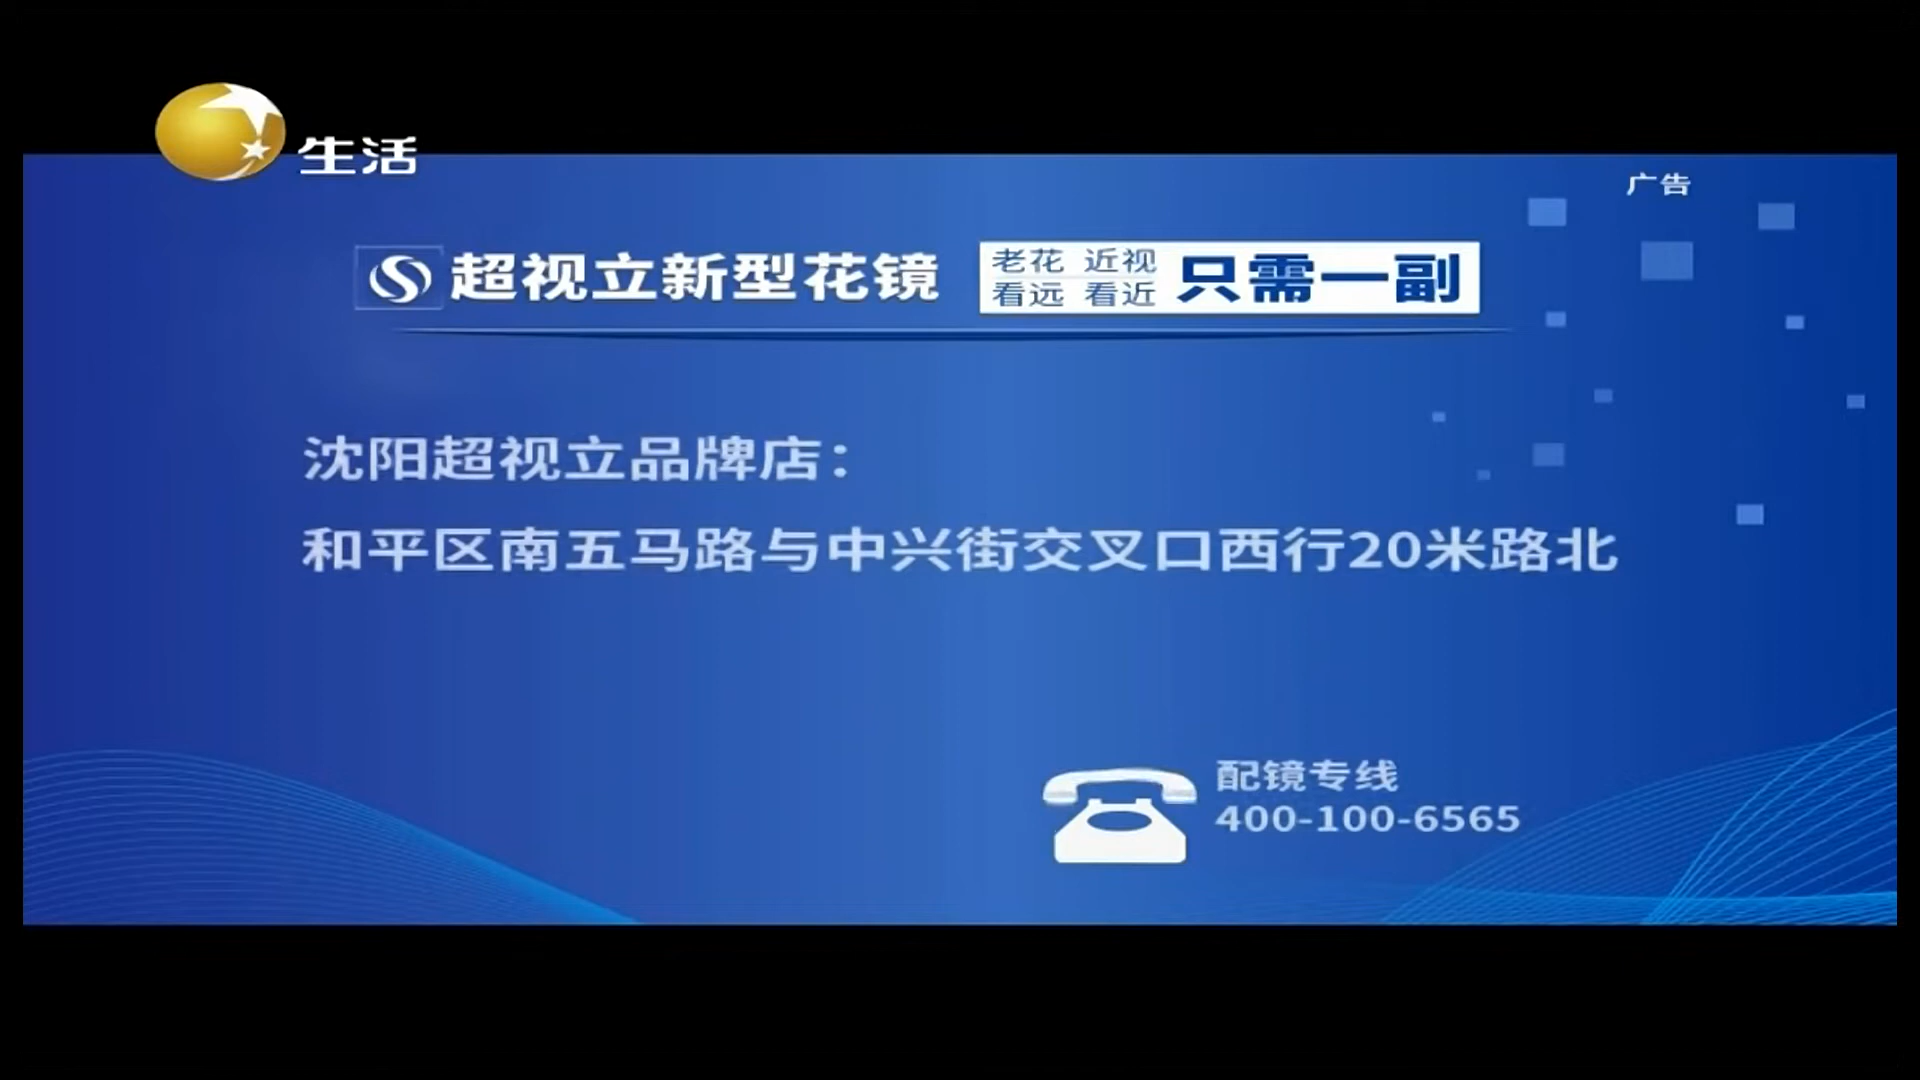 生活
广告
超视立新型花镜
老花 近视
看远 看近
只需一副
沈阳超视立品牌店：
和平区南五马路与中兴街交叉口西行20米路北
配镜专线
400-100-6565